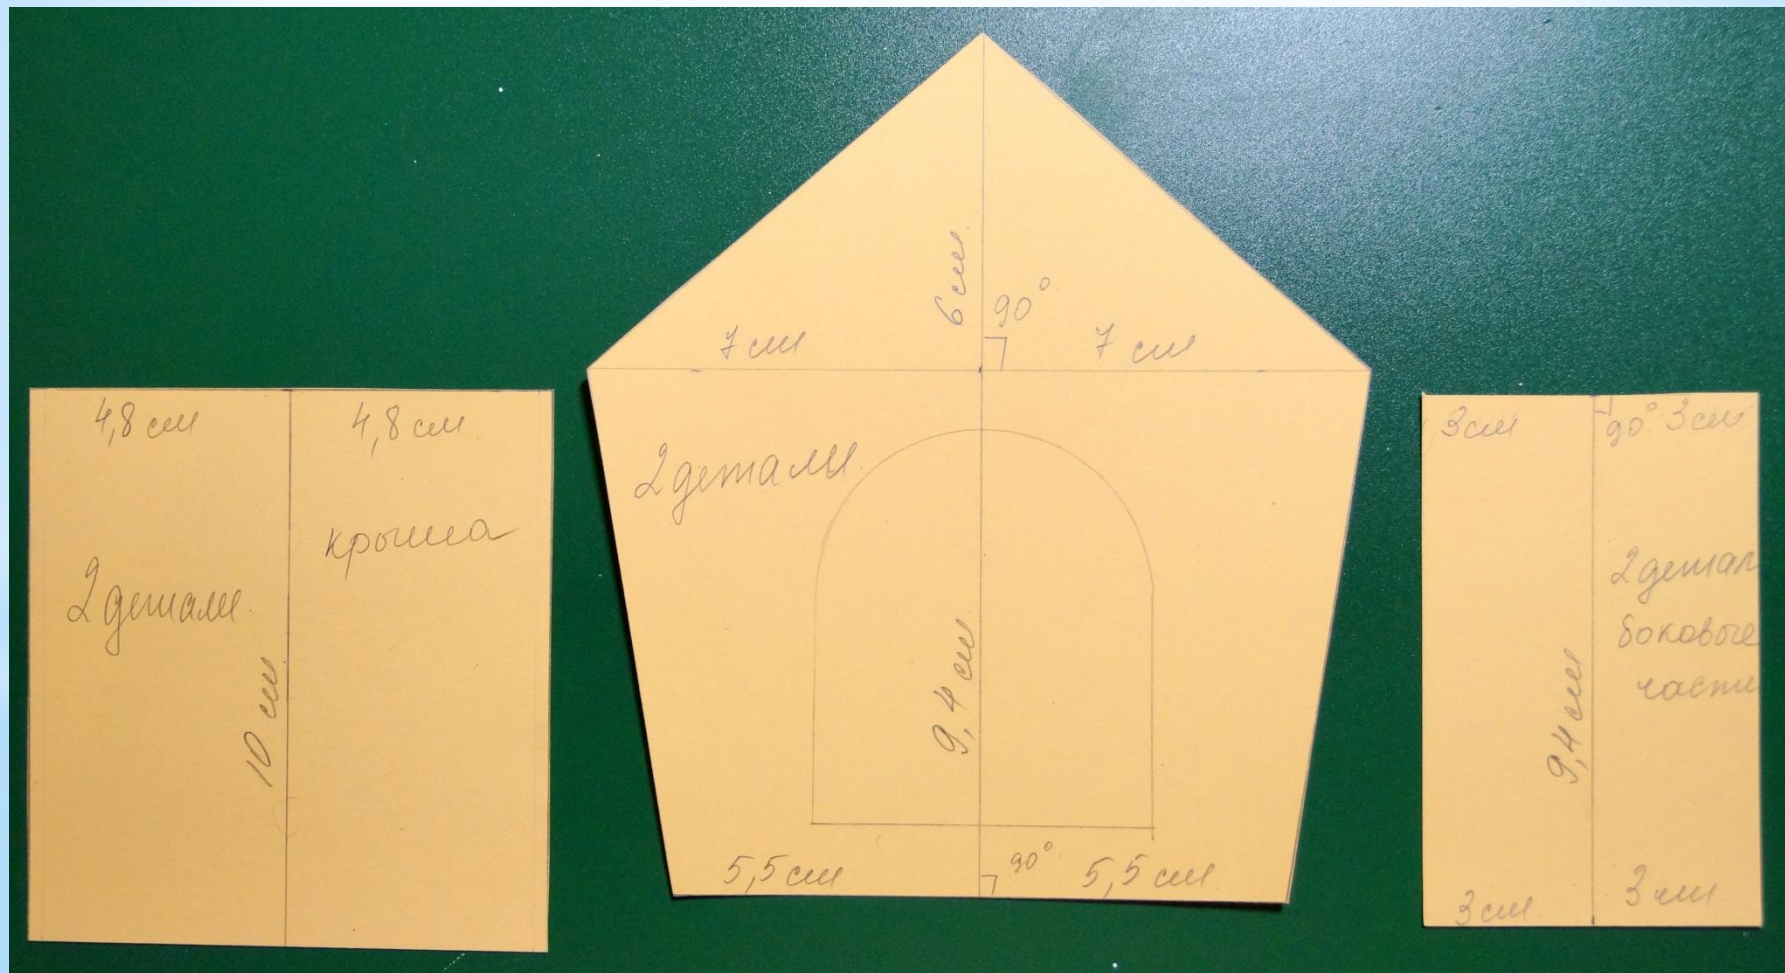 4,8 см
4,8 см
крыша
2 детали
10 см
6 см
90°
7 см
7 см
2 детали
9,4 см
90°
5,5 см
5,5 см
3 см
90° 3 см
2 детал
боковые
части
9,4 см
3 см
3 см